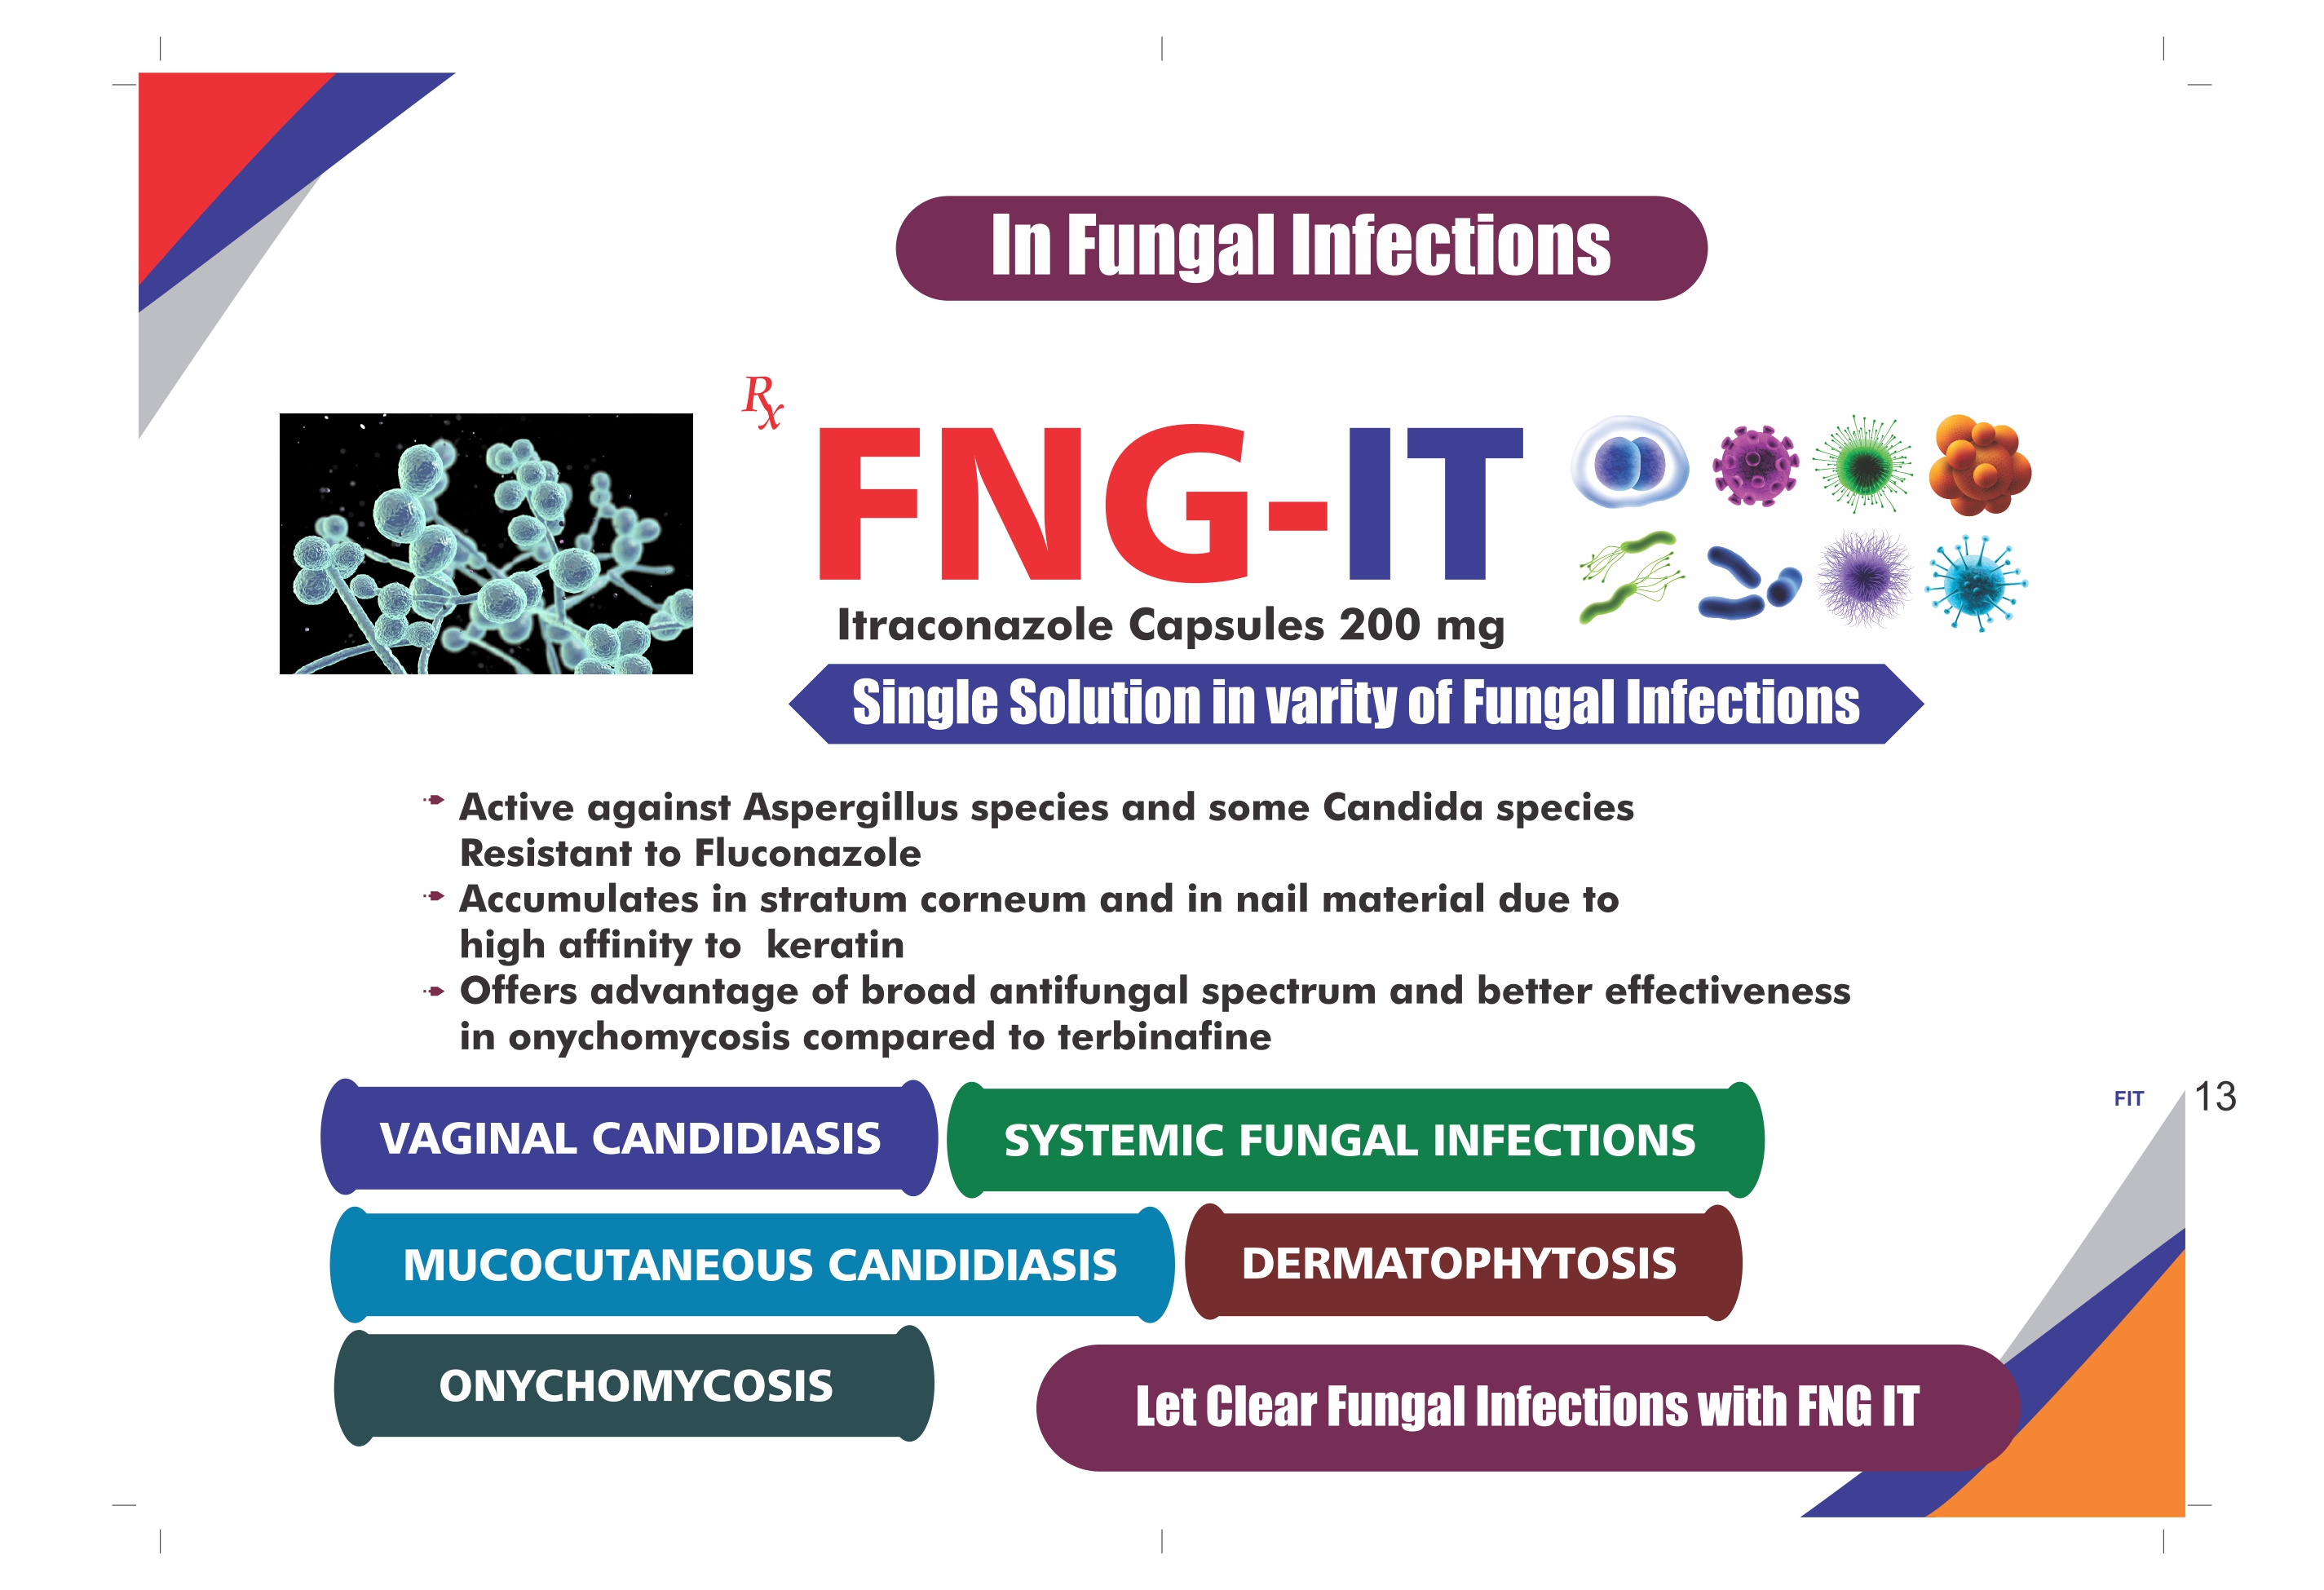 In Fungal Infections
Rx
FNG-IT
Itraconazole Capsules 200 mg
Single Solution in varity of Fungal Infections
Active against Aspergillus species and some Candida species
Resistant to Fluconazole
Accumulates in stratum corneum and in nail material due to
high affinity to keratin
Offers advantage of broad antifungal spectrum and better effectiveness
in onychomycosis compared to terbinafine
FIT 13
VAGINAL CANDIDIASIS
SYSTEMIC FUNGAL INFECTIONS
MUCOCUTANEOUS CANDIDIASIS
DERMATOPHYTOSIS
ONYCHOMYCOSIS
Let Clear Fungal Infections with FNG IT